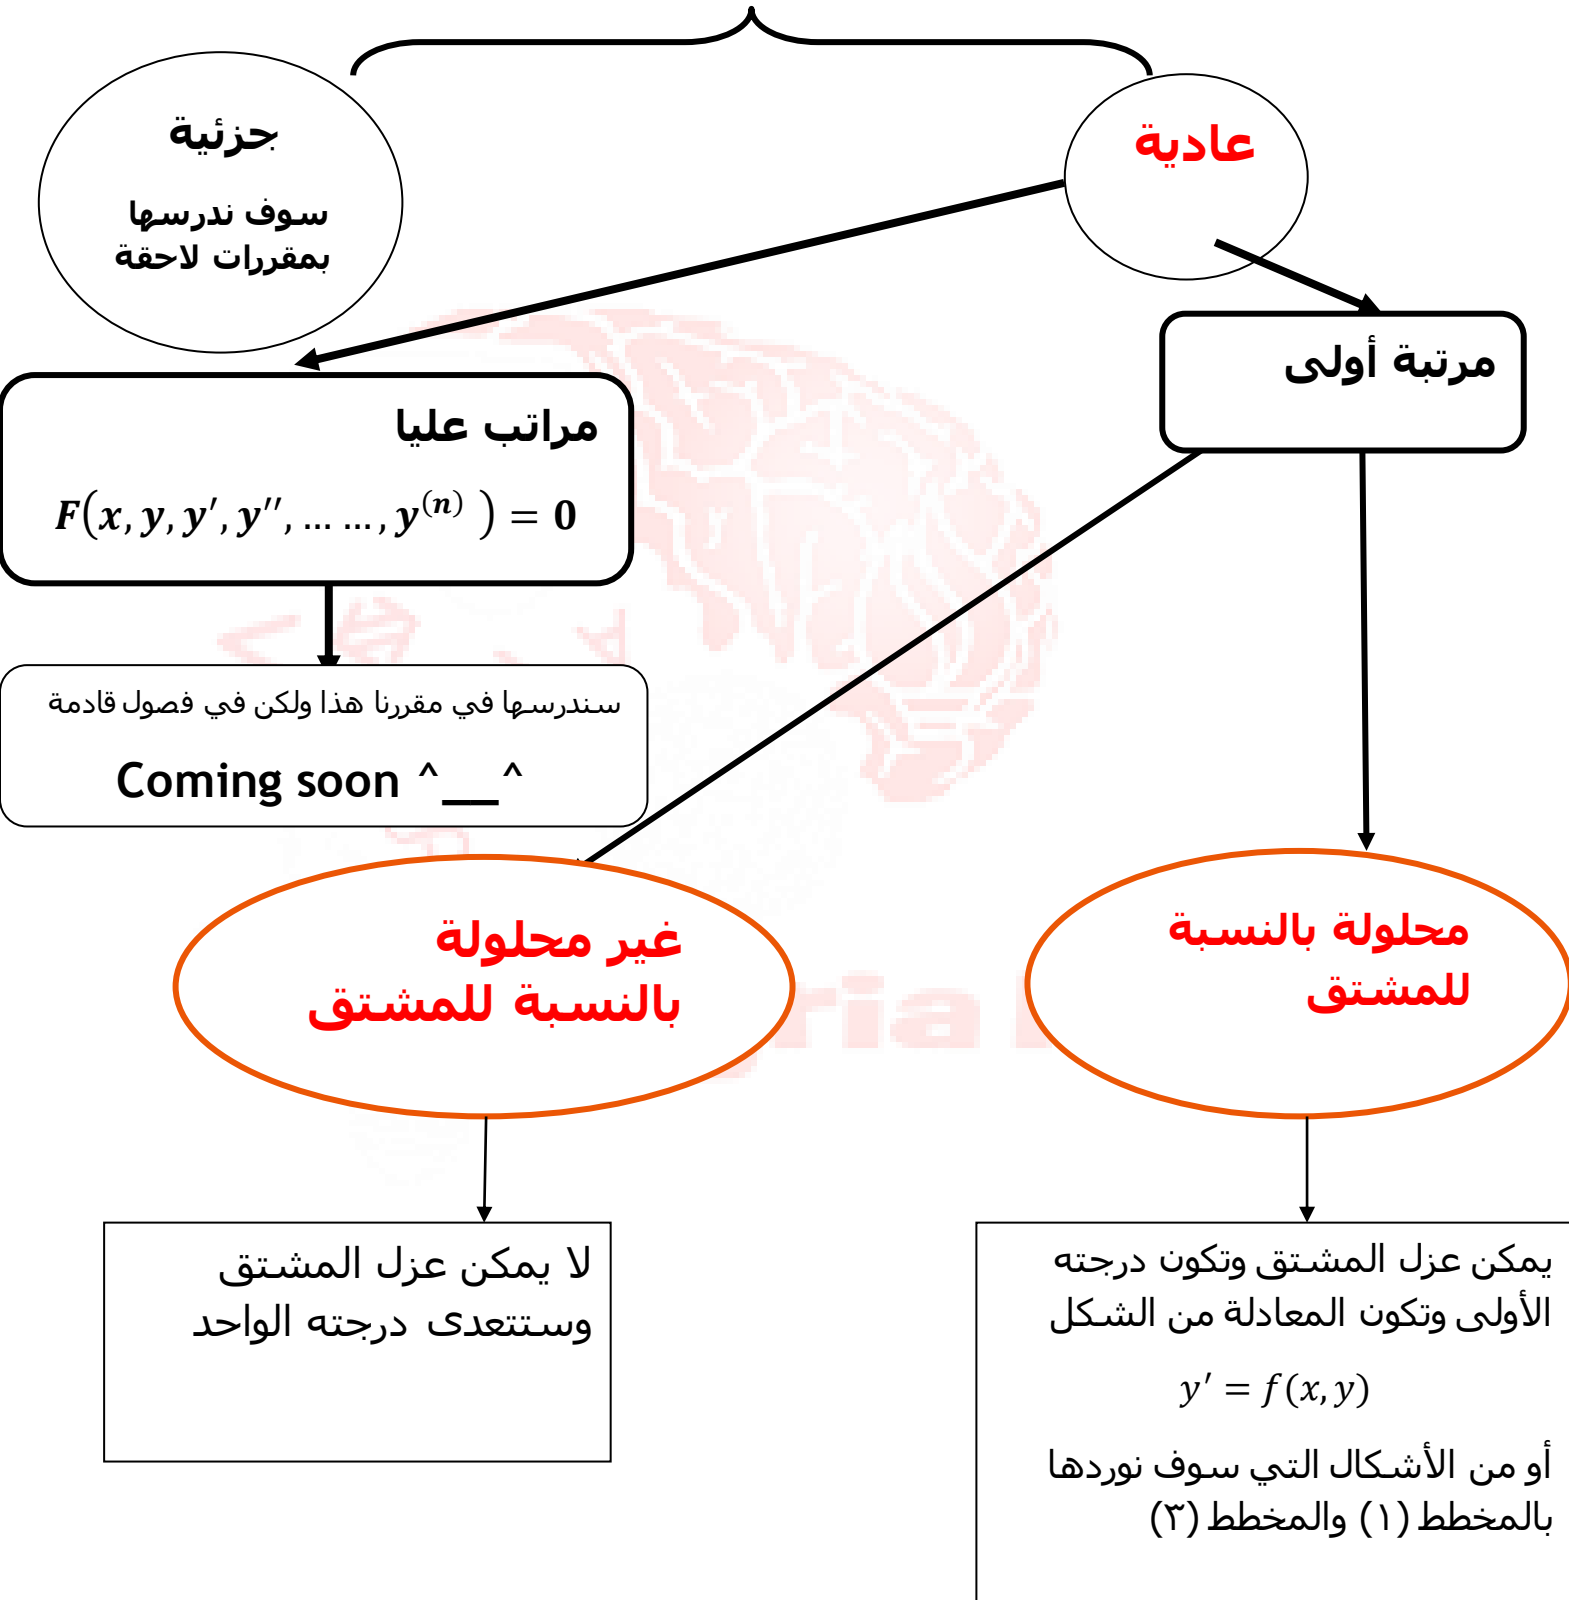 عادية
جزئية
سوف ندرسها
بمقررات لاحقة
مرتبة أولى
مراتب عليا
F(x, y, y′, y′′, … … , y⁽ⁿ⁾ ) = 0
سندرسها في مقررنا هذا ولكن في فصول قادمة
Coming soon ^__^
محلولة بالنسبة
للمشتق
غير محلولة
بالنسبة للمشتق
يمكن عزل المشتق وتكون درجته
الأولى وتكون المعادلة من الشكل
y′ = f(x, y)
أو من الأشكال التي سوف نوردها
بالمخطط (١) والمخطط (٣)
لا يمكن عزل المشتق
وستتعدى درجته الواحد